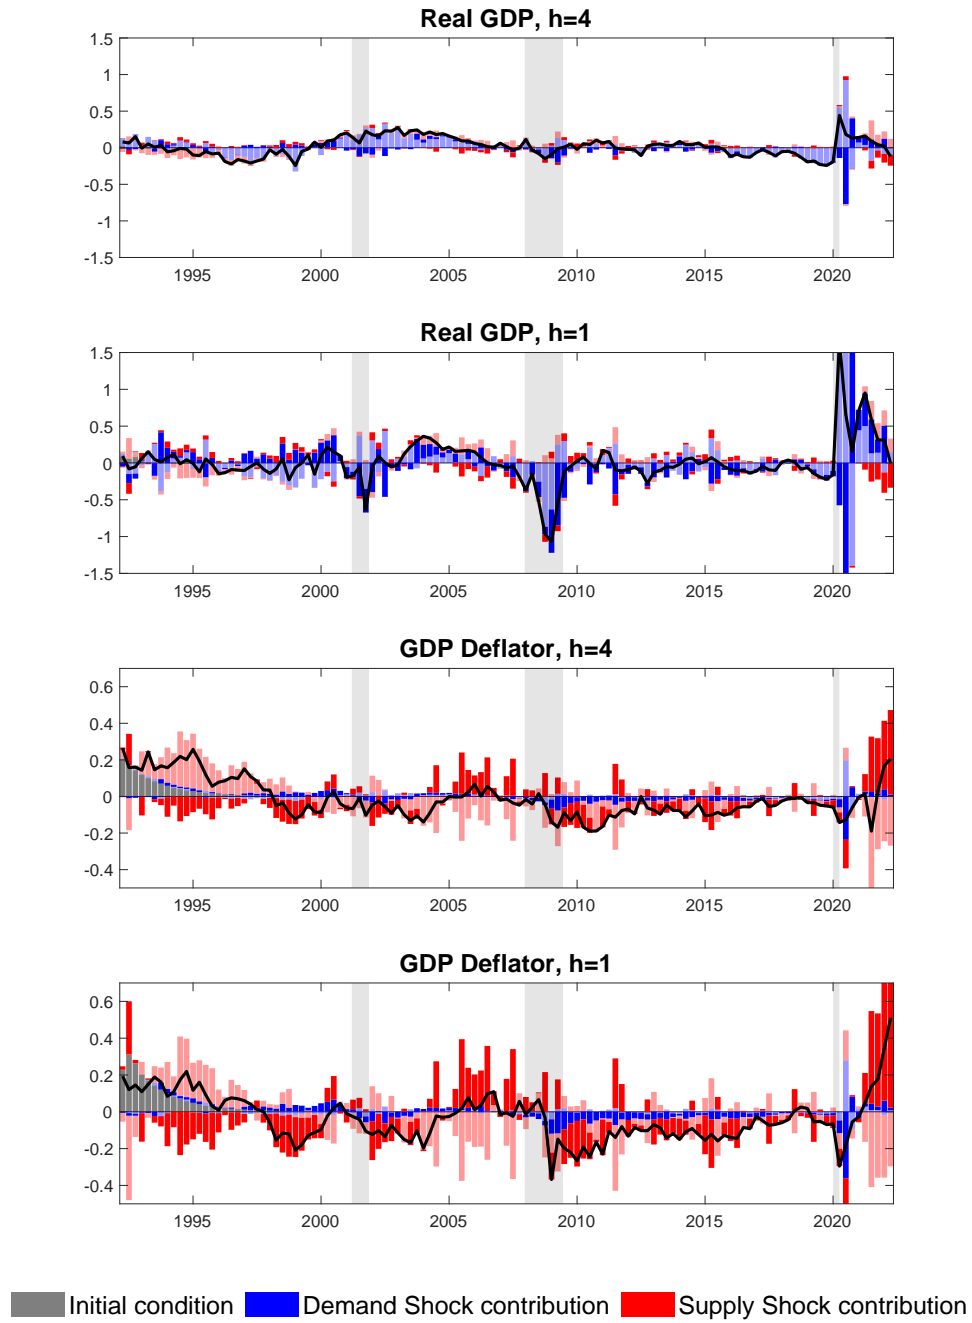 Real GDP, h=4
1.5
1
0.5
0
-0.5
-1
-1.5
1995 2000 2005 2010 2015 2020
Real GDP, h=1
1.5
1
0.5
0
-0.5
-1
-1.5
1995 2000 2005 2010 2015 2020
GDP Deflator, h=4
0.6
0.4
0.2
0
-0.2
-0.4
1995 2000 2005 2010 2015 2020
GDP Deflator, h=1
0.6
0.4
0.2
0
-0.2
-0.4
1995 2000 2005 2010 2015 2020
Initial condition Demand Shock contribution Supply Shock contribution